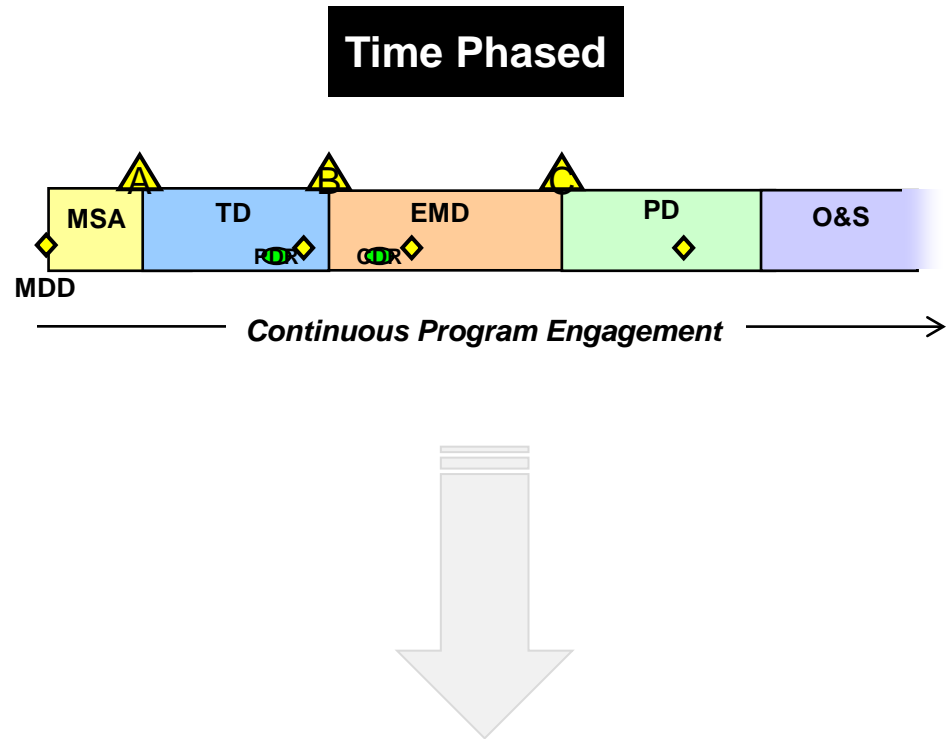 Time Phased
A B C
MSA TD EMD PD O&S
PDR CDR
MDD
Continuous Program Engagement